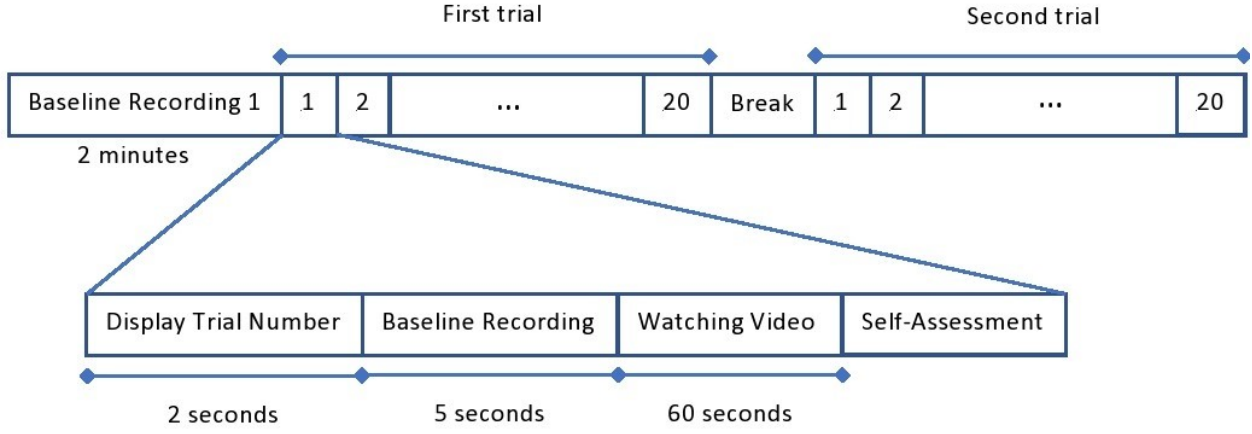 First trial
Second trial
Baseline Recording 1
1
2
...
20
Break
1
2
...
20
2 minutes
Display Trial Number
Baseline Recording
Watching Video
Self-Assessment
2 seconds
5 seconds
60 seconds